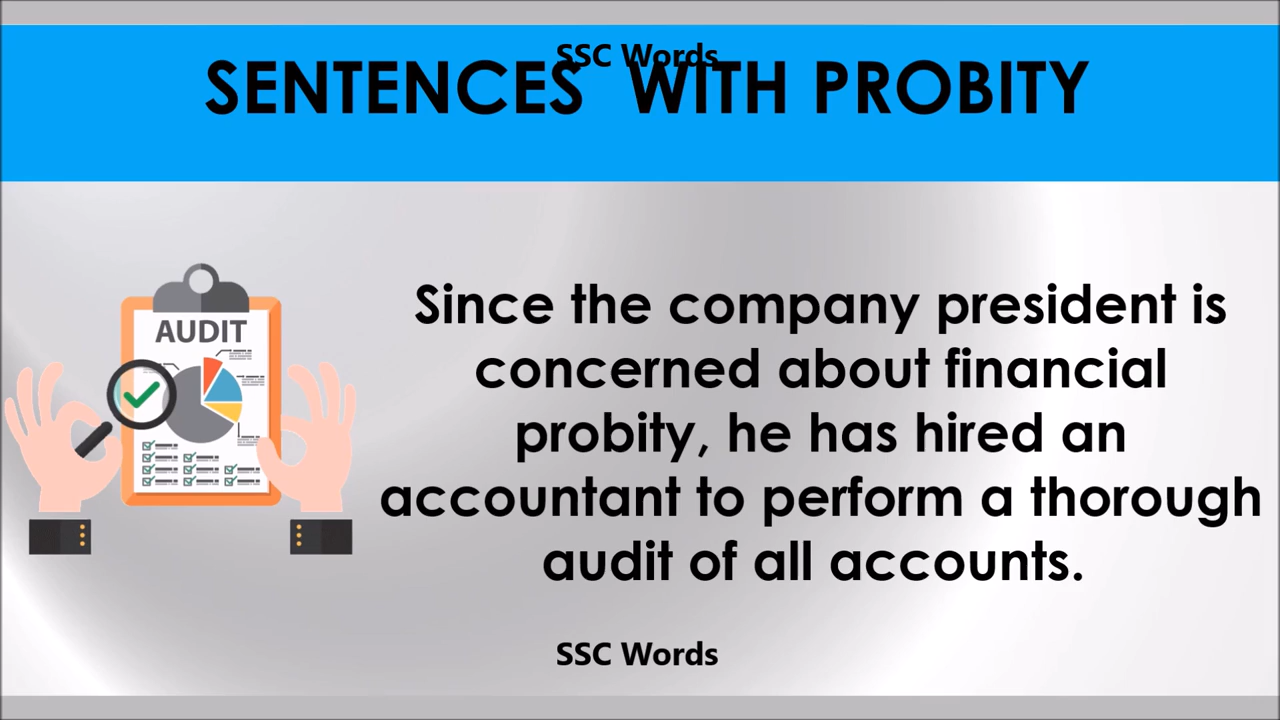 SSC Words
SENTENCES WITH PROBITY
AUDIT
Since the company president is
concerned about financial
probity, he has hired an
accountant to perform a thorough
audit of all accounts.
SSC Words